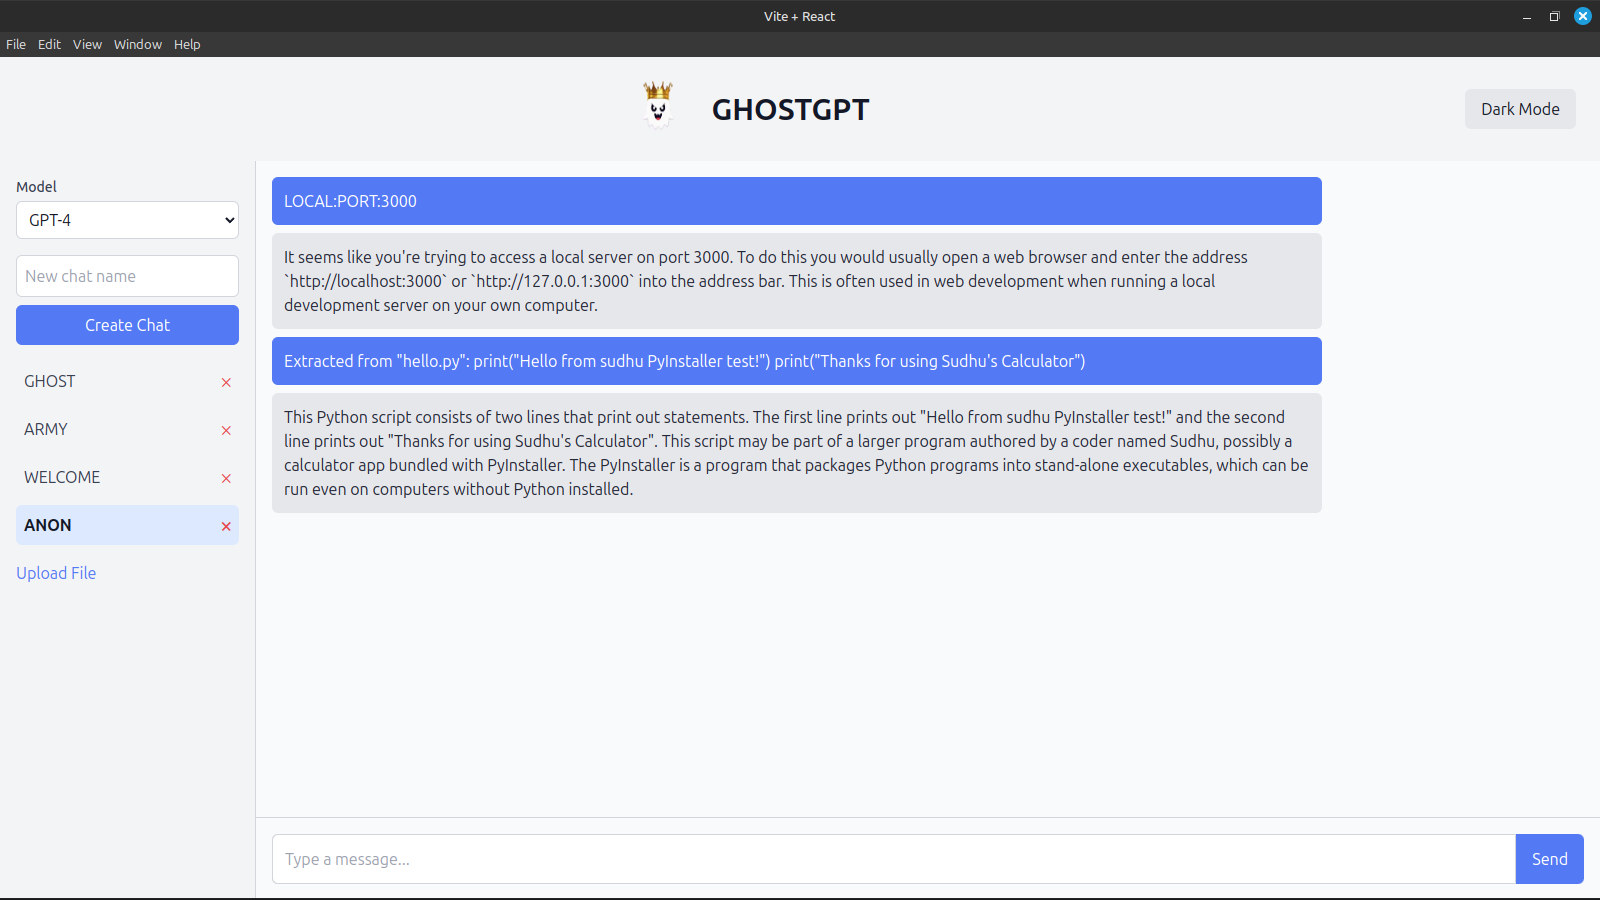 Vite + React
File Edit View Window Help
GHOSTGPT
Dark Mode
Model
GPT-4
New chat name
Create Chat
GHOST
ARMY
WELCOME
ANON
Upload File
LOCAL:PORT:3000
It seems like you're trying to access a local server on port 3000. To do this you would usually open a web browser and enter the address
`http://localhost:3000` or `http://127.0.0.1:3000` into the address bar. This is often used in web development when running a local
development server on your own computer.
Extracted from "hello.py": print("Hello from sudhu PyInstaller test!") print("Thanks for using Sudhu's Calculator")
This Python script consists of two lines that print out statements. The first line prints out "Hello from sudhu PyInstaller test!" and the second
line prints out "Thanks for using Sudhu's Calculator". This script may be part of a larger program authored by a coder named Sudhu, possibly a
calculator app bundled with PyInstaller. The PyInstaller is a program that packages Python programs into stand-alone executables, which can be
run even on computers without Python installed.
Type a message...
Send